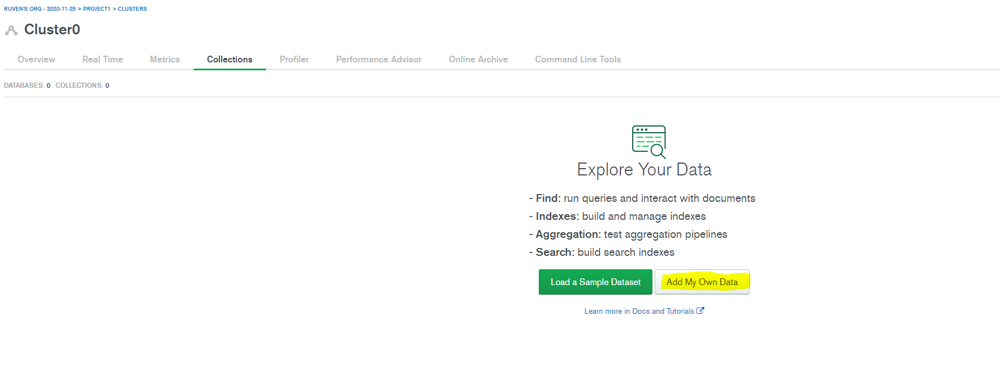 RUVEN'S ORG - 2020-11-25 > PROJECT1 > CLUSTERS
Cluster0
Overview Real Time Metrics Collections Profiler Performance Advisor Online Archive Command Line Tools
DATABASES: 0 COLLECTIONS: 0
Explore Your Data
- Find: run queries and interact with documents
- Indexes: build and manage indexes
- Aggregation: test aggregation pipelines
- Search: build search indexes
Load a Sample Dataset Add My Own Data
Learn more in Docs and Tutorials